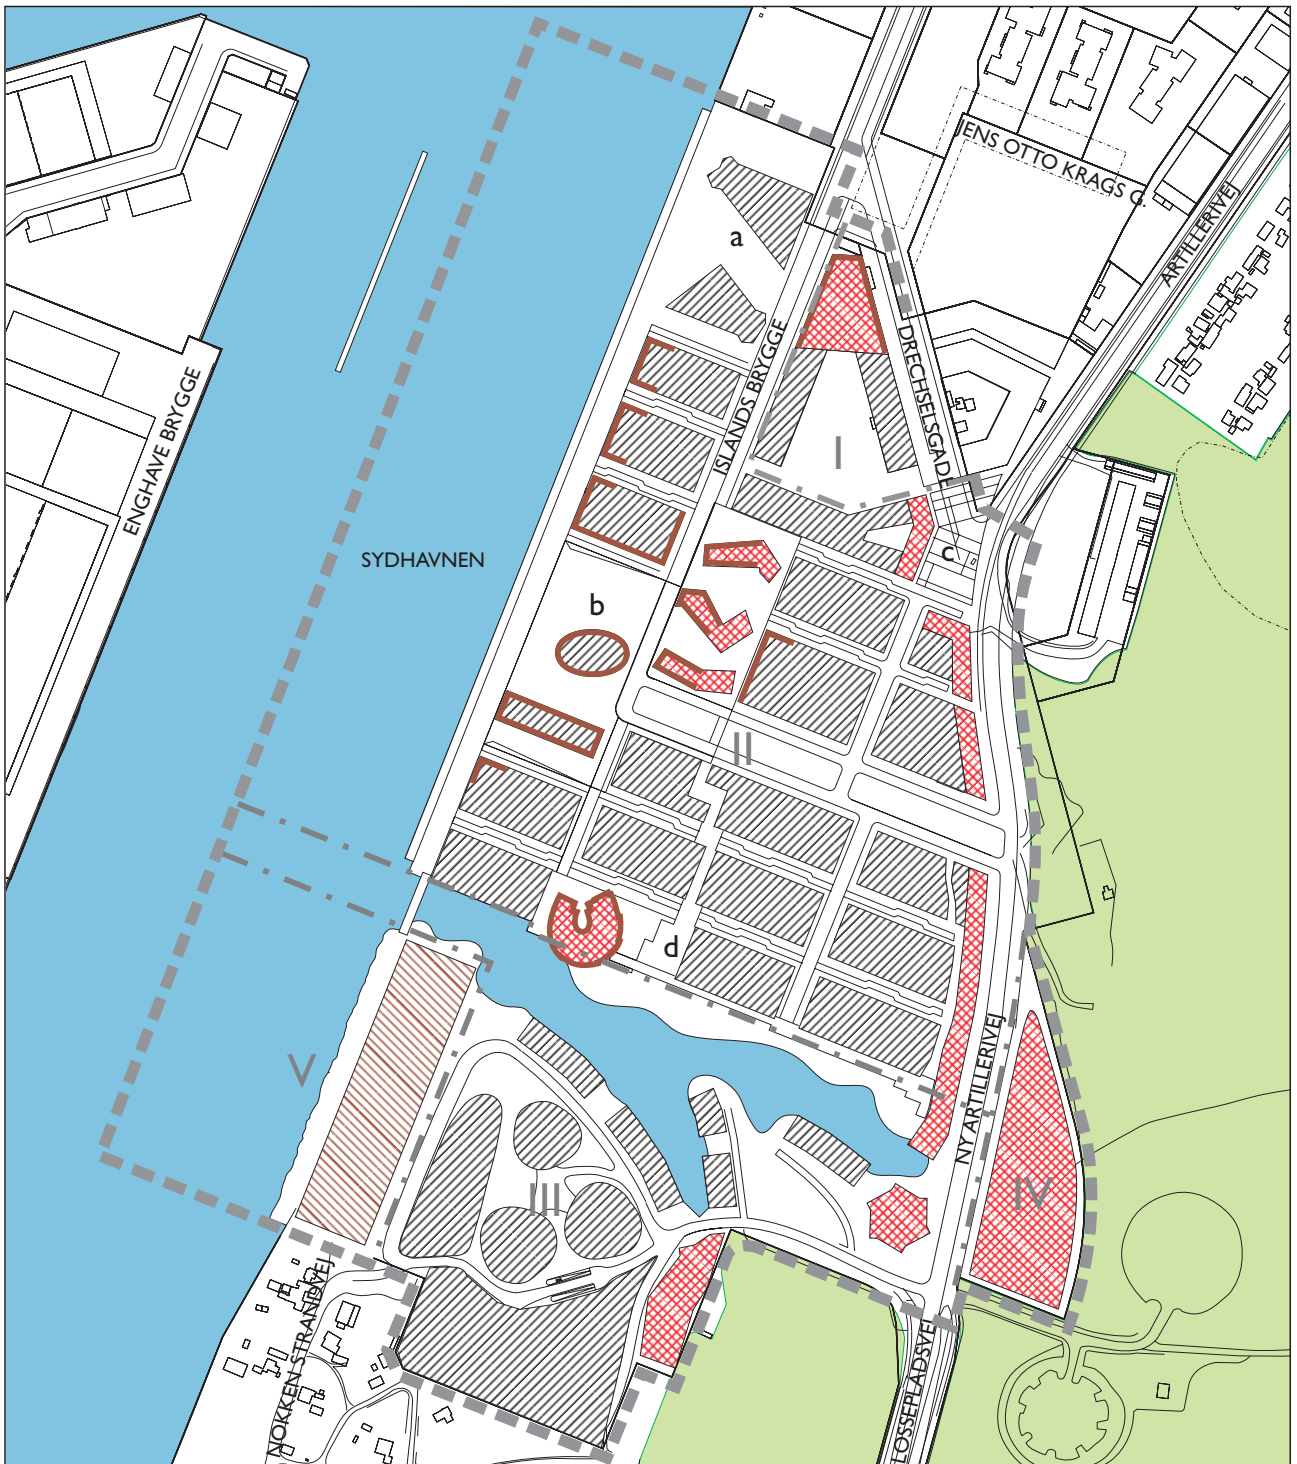 JENS OTTO KRAGS G.
ARTILLERIVEJ
a
ISLANDS BRYGGE
DRECHSELSGADE
ENGHAVE BRYGGE
I
SYDHAVNEN
c
b
II
d
V
NY ARTILLERIVEJ
III
IV
NOKKEN STRANDVEJ
LOSSEPLADSVEJ